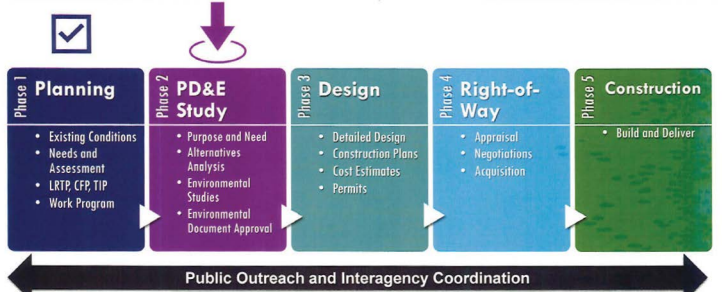 Phase 1
Planning
• Existing Conditions
• Needs and
Assessment
• LRTP, CFP, TIP
• Work Program
Phase 2
PD&E
Study
• Purpose and Need
• Alternatives
Analysis
• Environmental
Studies
• Environmental
Document Approval
Phase 3
Design
• Detailed Design
• Construction Plans
• Cost Estimates
• Permits
Phase 4
Right-of-
Way
• Appraisal
• Negotiations
• Acquisition
Phase 5
Construction
• Build and Deliver
Public Outreach and Interagency Coordination